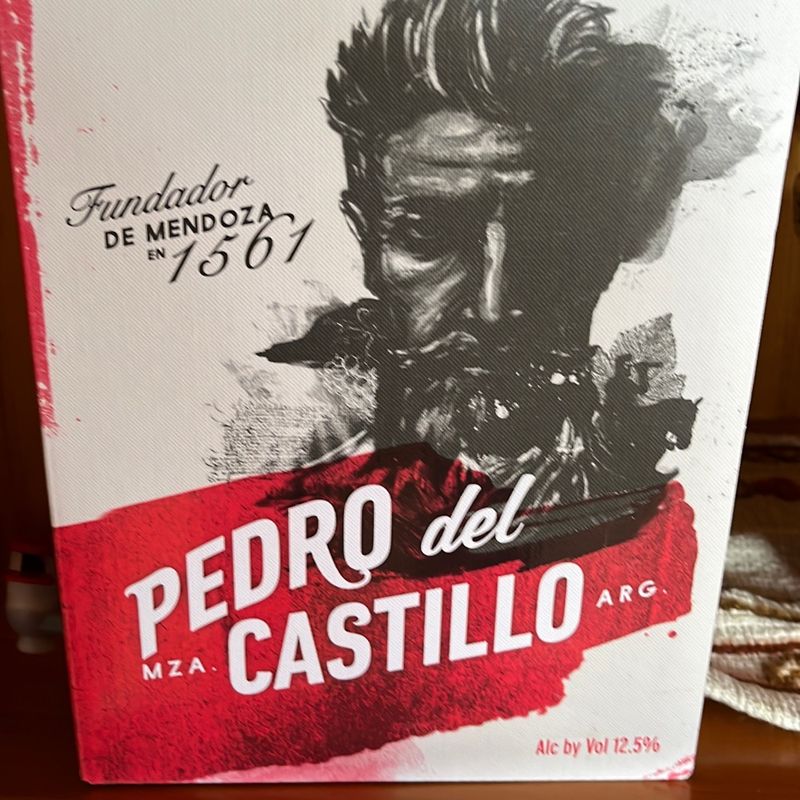 Fundador
DE MENDOZA
EN 1561
PEDRO del
MZA. CASTILLO ARG.
Alc by Vol 12.5%